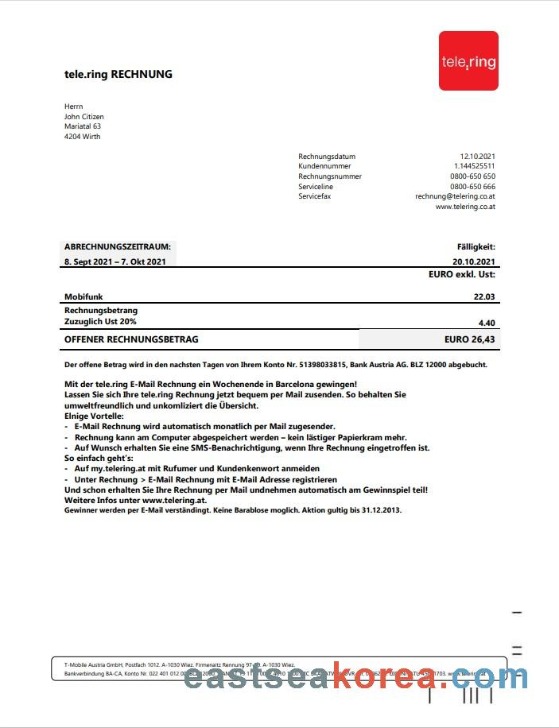 tele.ring
tele.ring RECHNUNG
Herrn
John Citizen
Mariatal 63
4204 Wirth
Rechnungsdatum 12.10.2021
Kundennummer 1.144525511
Rechnungsnummer 0800-650 650
Serviceline 0800-650 666
Servicefax rechnung@telering.co.at
www.telering.co.at
ABRECHNUNGSZEITRAUM: Fälligkeit:
8. Sept 2021 – 7. Okt 2021 20.10.2021
EURO exkl. Ust:
Mobifunk 22.03
Rechnungsbetrang
Zuzuglich Ust 20% 4.40
OFFENER RECHNUNGSBETRAG EURO 26,43
Der offene Betrag wird in den nachsten Tagen von Ihrem Konto Nr. 51398033815, Bank Austria AG. BLZ 12000 abgebucht.
Mit der tele.ring E-Mail Rechnung ein Wochenende in Barcelona gewingen!
Lassen Sie sich Ihre tele.ring Rechnung jetzt bequem per Mail zusenden. So behalten Sie
umweltfreundlich und unkomliziert die Übersicht.
Elnige Vortelle:
- E-Mail Rechnung wird automatisch monatlich per Mail zugesender.
- Rechnung kann am Computer abgespeichert werden – kein lästiger Papierkram mehr.
- Auf Wunsch erhalten Sie eine SMS-Benachrichtigung, wenn Ihre Rechnung eingetroffen ist.
So einfach geht's:
- Auf my.telering.at mit Rufumer und Kundenkewort anmeiden
- Unter Rechnung > E-Mail Rechnung mit E-Mail Adresse registrieren
Und schon erhalten Sie Ihre Rechnung per Mail undnehmen automatisch am Gewinnspiel teil!
Weitere Infos unter www.telering.at.
Gewinner werden per E-Mail verständingt. Keine Barablose moglich. Aktion gultig bis 31.12.2013.
T-Mobile Austria GmbH, Postfach 1012. A-1030 Wiez. Firmensitz Rennung 97-99. A-1030 Wiez.
Bankverbindung BA-CA, Konto Nr. 022 401 012
eastseakorea.com